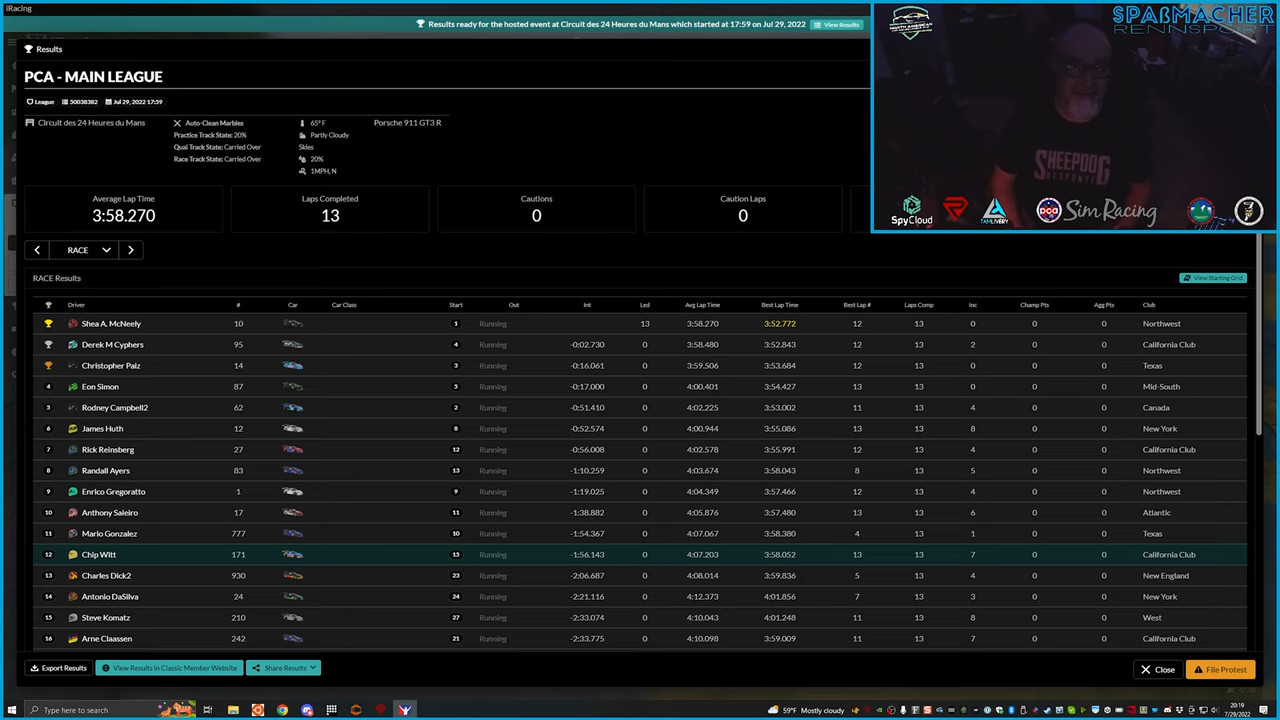 iRacing
Results ready for the hosted event at Circuit des 24 Heures du Mans which started at 17:59 on Jul 29, 2022 View Results
SPAßMACHER
RENNSPORT
Results
PCA - MAIN LEAGUE
League 50038382 Jul 29, 2022 17:59
Circuit des 24 Heures du Mans Auto-Clean Marbles 65° F Porsche 911 GT3 R
Practice Track State: 20% Partly Cloudy
Qual Track State: Carried Over Skies
Race Track State: Carried Over 20%
1MPH, N
SHEEPDOG
RESPONSE
SpyCloud TAMLIVERY pca Sim Racing 7
Average Lap Time Laps Completed Cautions Caution Laps
3:58.270 13 0 0
RACE
RACE Results View Starting Grid
Driver # Car Car Class Start Out Int Led Avg Lap Time Best Lap Time Best Lap # Laps Comp Inc Champ Pts Agg Pts Club
Shea A. McNeely 10 1 Running 13 3:58.270 3:52.772 12 13 0 0 0 Northwest
Derek M Cyphers 95 4 Running -0:02.730 0 3:58.480 3:52.843 12 13 2 0 0 California Club
Christopher Paiz 14 3 Running -0:16.061 0 3:59.506 3:53.684 12 13 0 0 0 Texas
4 Eon Simon 87 5 Running -0:17.000 0 4:00.401 3:54.427 13 13 0 0 0 Mid-South
5 Rodney Campbell2 62 2 Running -0:51.410 0 4:02.225 3:53.002 11 13 4 0 0 Canada
6 James Huth 12 7 Running -0:52.574 0 4:00.944 3:55.086 13 13 8 0 0 New York
7 Rick Reinsberg 27 12 Running -0:56.008 0 4:02.578 3:55.991 12 13 4 0 0 California Club
8 Randall Ayers 83 13 Running -1:10.259 0 4:03.674 3:58.043 8 13 5 0 0 Northwest
9 Enrico Gregoratto 1 9 Running -1:19.025 0 4:04.349 3:57.466 12 13 4 0 0 Northwest
10 Anthony Saleiro 17 11 Running -1:38.882 0 4:05.876 3:57.480 13 13 6 0 0 Atlantic
11 Mario Gonzalez 777 10 Running -1:54.367 0 4:07.067 3:58.380 4 13 1 0 0 Texas
12 Chip Witt 171 15 Running -1:56.143 0 4:07.203 3:58.052 13 13 7 0 0 California Club
13 Charles Dick2 930 23 Running -2:06.687 0 4:08.014 3:59.836 5 13 4 0 0 New England
14 Antonio DaSilva 24 24 Running -2:21.116 0 4:12.373 4:01.856 7 13 3 0 0 New York
15 Steve Komatz 210 27 Running -2:33.074 0 4:10.043 4:01.248 11 13 8 0 0 West
16 Arne Claassen 242 21 Running -2:33.775 0 4:10.098 3:59.009 11 13 7 0 0 California Club
Export Results View Results in Classic Member Website Share Results Close File Protest
Type here to search 59°F Mostly cloudy 20:19
7/29/2022